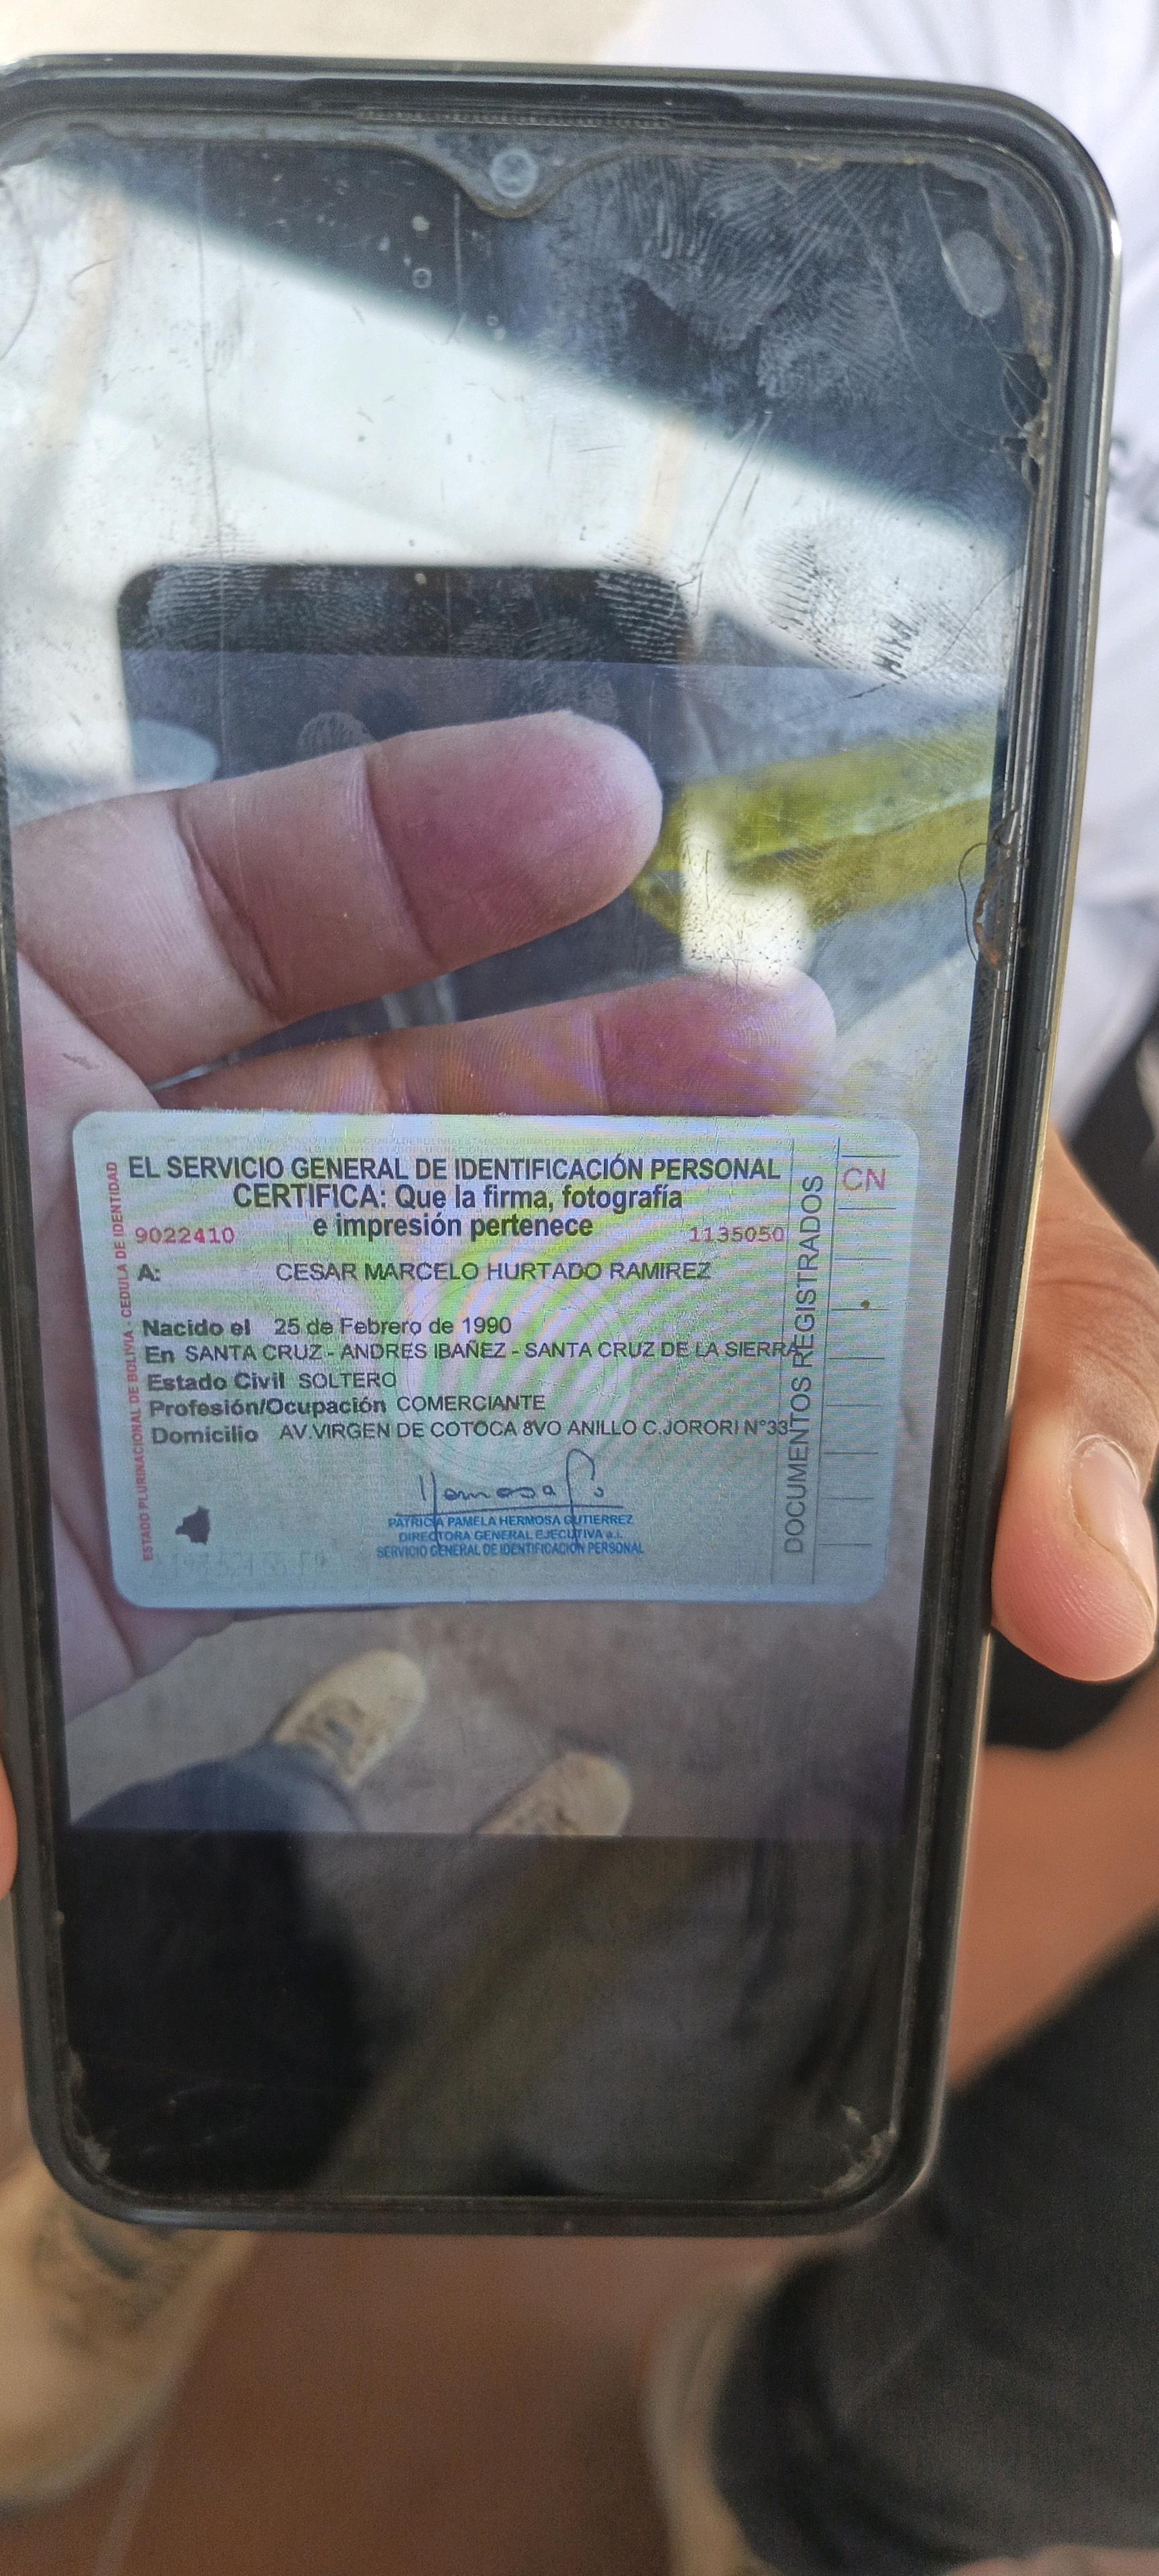 EL SERVICIO GENERAL DE IDENTIFICACIÓN PERSONAL
CERTIFICA: Que la firma, fotografía
e impresión pertenece
9022410
1135050
A: CESAR MARCELO HURTADO RAMIREZ
Nacido el 25 de Febrero de 1990
En SANTA CRUZ - ANDRES IBAÑEZ - SANTA CRUZ DE LA SIERRA
Estado Civil SOLTERO
Profesión/Ocupación COMERCIANTE
Domicilio AV.VIRGEN DE COTOCA 8VO ANILLO C.JORORI N°33
PATRICIA PAMELA HERMOSA GUTIERREZ
DIRECTORA GENERAL EJECUTIVA a.i.
SERVICIO GENERAL DE IDENTIFICACIÓN PERSONAL
ESTADO PLURINACIONAL DE BOLIVIA - CEDULA DE IDENTIDAD
DOCUMENTOS REGISTRADOS
CN